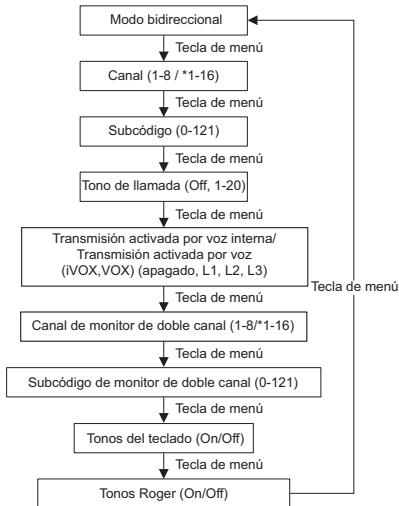 Modo bidireccional
Tecla de menú
Canal (1-8 / *1-16)
Tecla de menú
Subcódigo (0-121)
Tecla de menú
Tono de llamada (Off, 1-20)
Tecla de menú
Transmisión activada por voz interna/
Transmisión activada por voz
(iVOX,VOX) (apagado, L1, L2, L3)
Tecla de menú
Tecla de menú
Canal de monitor de doble canal (1-8/*1-16)
Tecla de menú
Subcódigo de monitor de doble canal (0-121)
Tecla de menú
Tonos del teclado (On/Off)
Tecla de menú
Tonos Roger (On/Off)